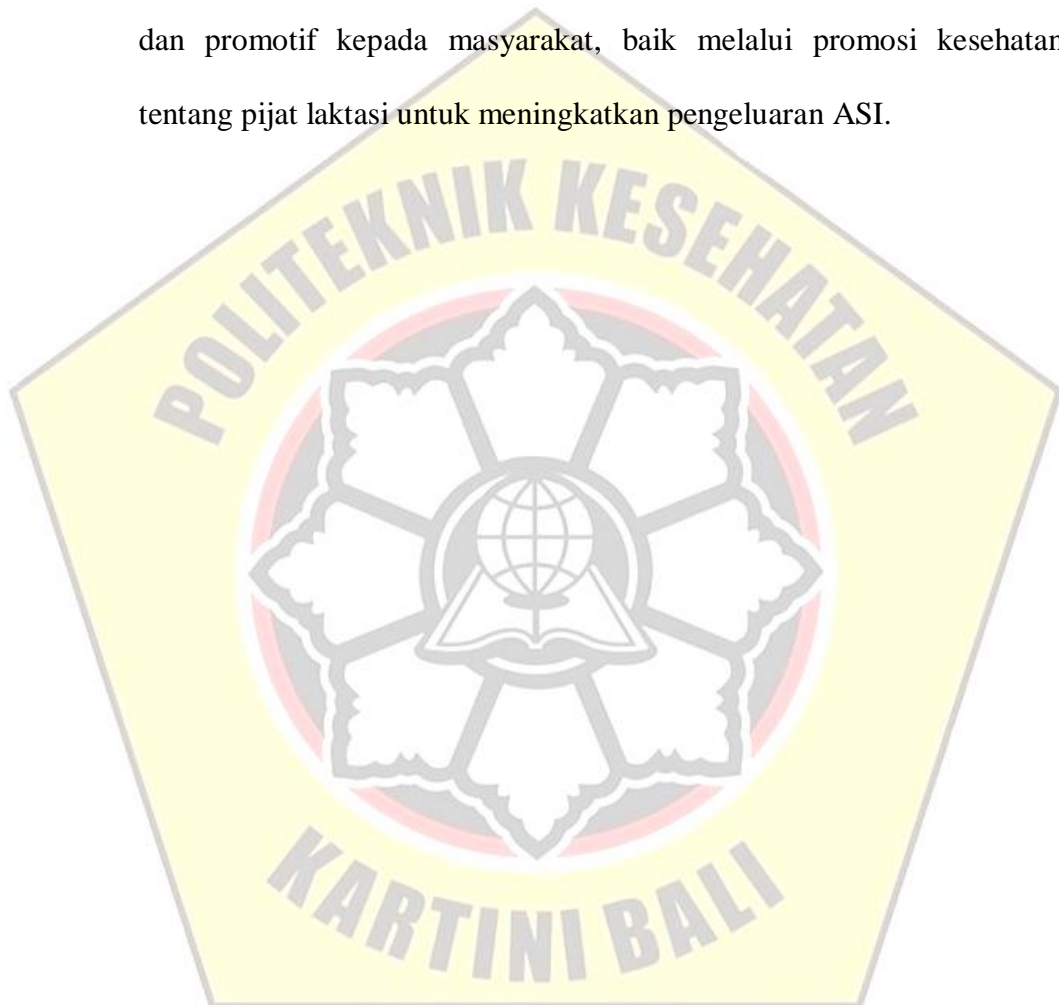 dan promotif kepada masyarakat, baik melalui promosi kesehatan
tentang pijat laktasi untuk meningkatkan pengeluaran ASI.
POLITEKNIK KESEHATAN
KARTINI BALI